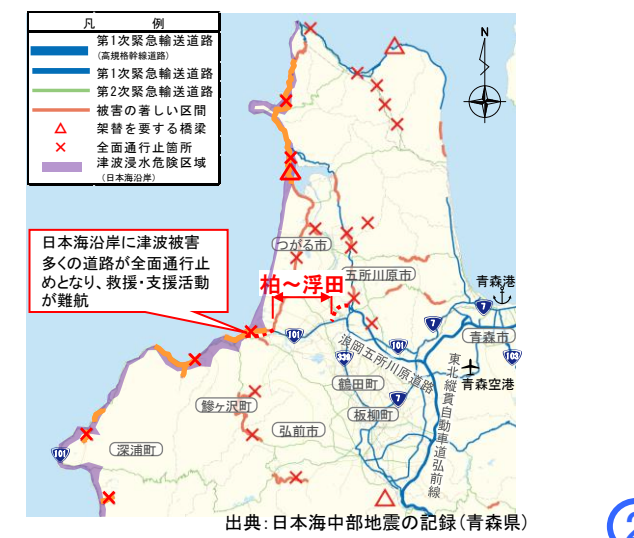 凡 例
第1次緊急輸送道路
(高規格幹線道路)
第1次緊急輸送道路
第2次緊急輸送道路
被害の著しい区間
架替を要する橋梁
全面通行止箇所
津波浸水危険区域
(日本海沿岸)
N
日本海沿岸に津波被害
多くの道路が全面通行止
めとなり、救援・支援活動
が難航
つがる市
柏~浮田
五所川原市
青森港
7
7
青森市
101
101
103
339
浪岡五所川原道路
鶴田町
青森空港
7
東北縦貫自動車道弘前線
鰺ヶ沢町
板柳町
弘前市
深浦町
101
出典:日本海中部地震の記録(青森県)